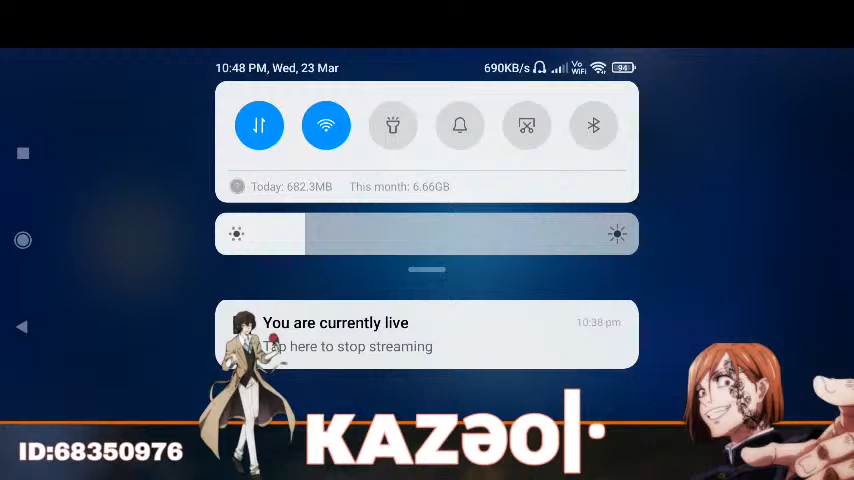 10:48 PM, Wed, 23 Mar
690KB/s Vo WiFi 94
Today: 682.3MB This month: 6.66GB
You are currently live
10:38 pm
Tap here to stop streaming
KAZƏOꞁ·
ID:68350976